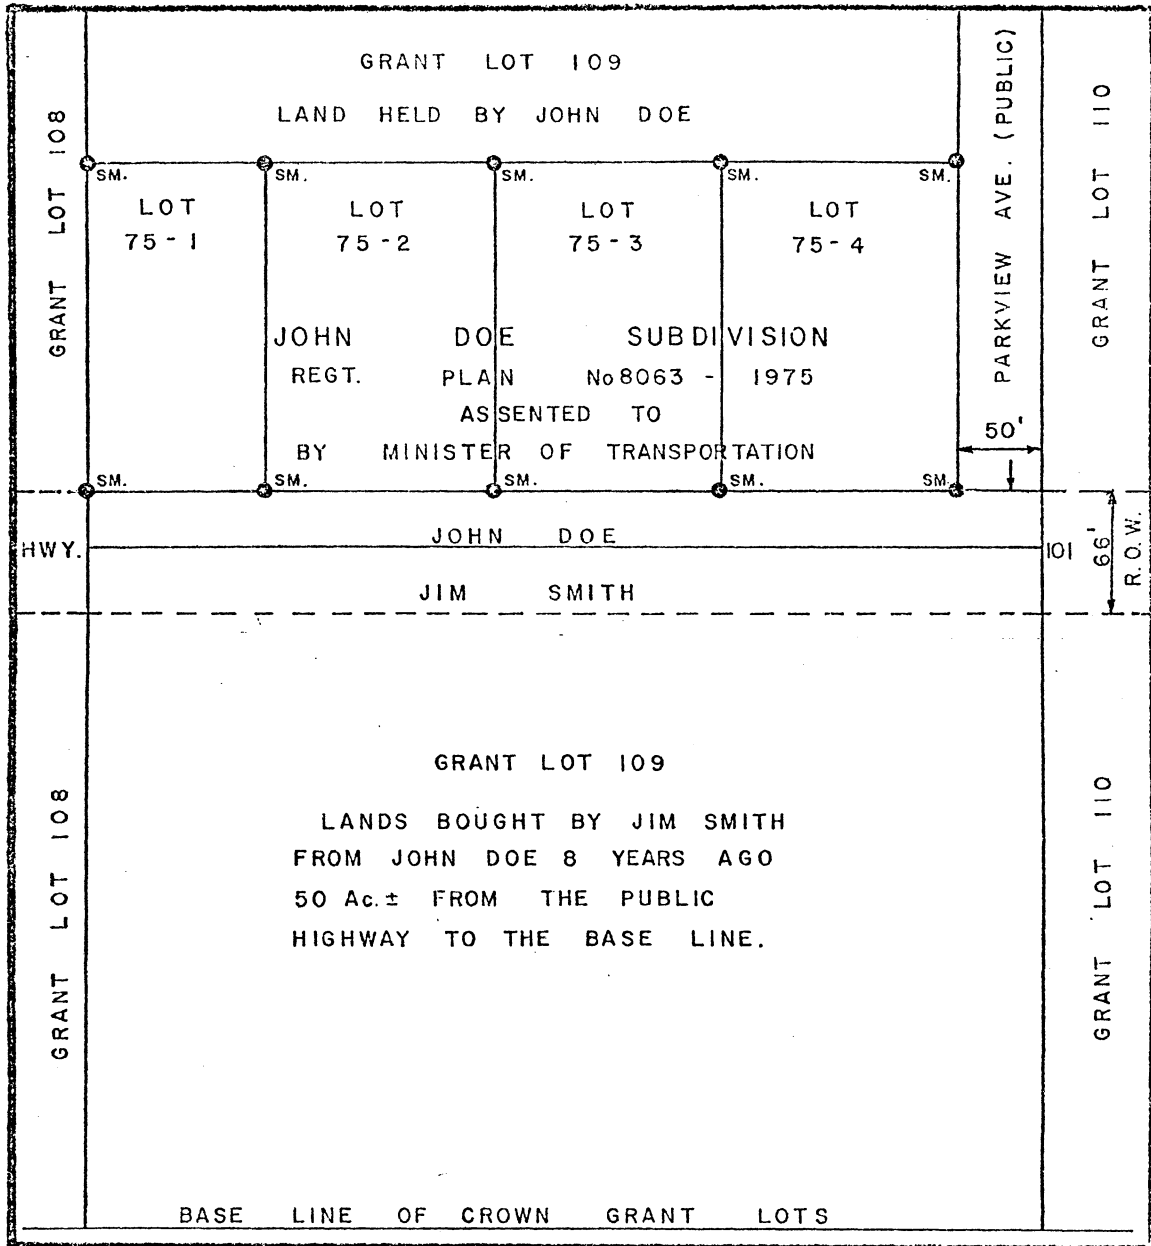 GRANT LOT 109
LAND HELD BY JOHN DOE
GRANT LOT 108
PARKVIEW AVE. (PUBLIC)
GRANT LOT 110
SM.
SM.
SM.
SM.
SM.
LOT
75-1
LOT
75-2
LOT
75-3
LOT
75-4
JOHN DOE SUBDIVISION
REGT. PLAN No 8063 - 1975
ASSENTED TO
BY MINISTER OF TRANSPORTATION
50'
SM.
SM.
SM.
SM.
SM.
HWY.
JOHN DOE
101
66'
R.O.W.
JIM SMITH
GRANT LOT 109
LANDS BOUGHT BY JIM SMITH
FROM JOHN DOE 8 YEARS AGO
50 Ac.± FROM THE PUBLIC
HIGHWAY TO THE BASE LINE.
GRANT LOT 108
GRANT LOT 110
BASE LINE OF CROWN GRANT LOTS